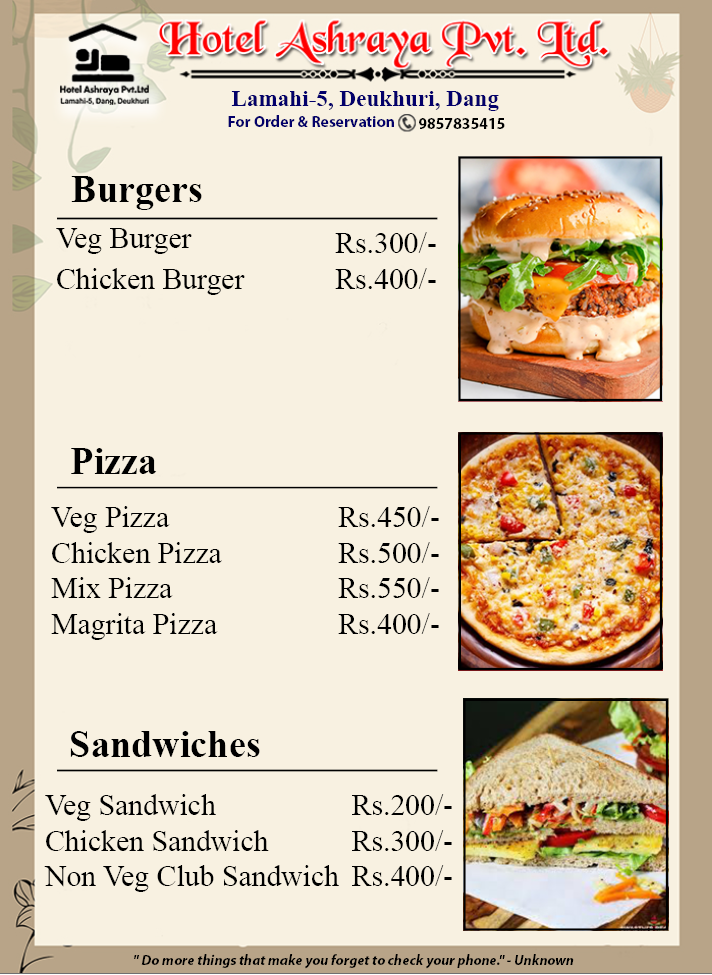 Hotel Ashraya Pvt. Ltd.
Hotel Ashraya Pvt.Ltd
Lamahi-5, Dang, Deukhuri
Lamahi-5, Deukhuri, Dang
For Order & Reservation 9857835415
Burgers
Veg Burger Rs.300/-
Chicken Burger Rs.400/-
Pizza
Veg Pizza Rs.450/-
Chicken Pizza Rs.500/-
Mix Pizza Rs.550/-
Magrita Pizza Rs.400/-
Sandwiches
Veg Sandwich Rs.200/-
Chicken Sandwich Rs.300/-
Non Veg Club Sandwich Rs.400/-
" Do more things that make you forget to check your phone." - Unknown